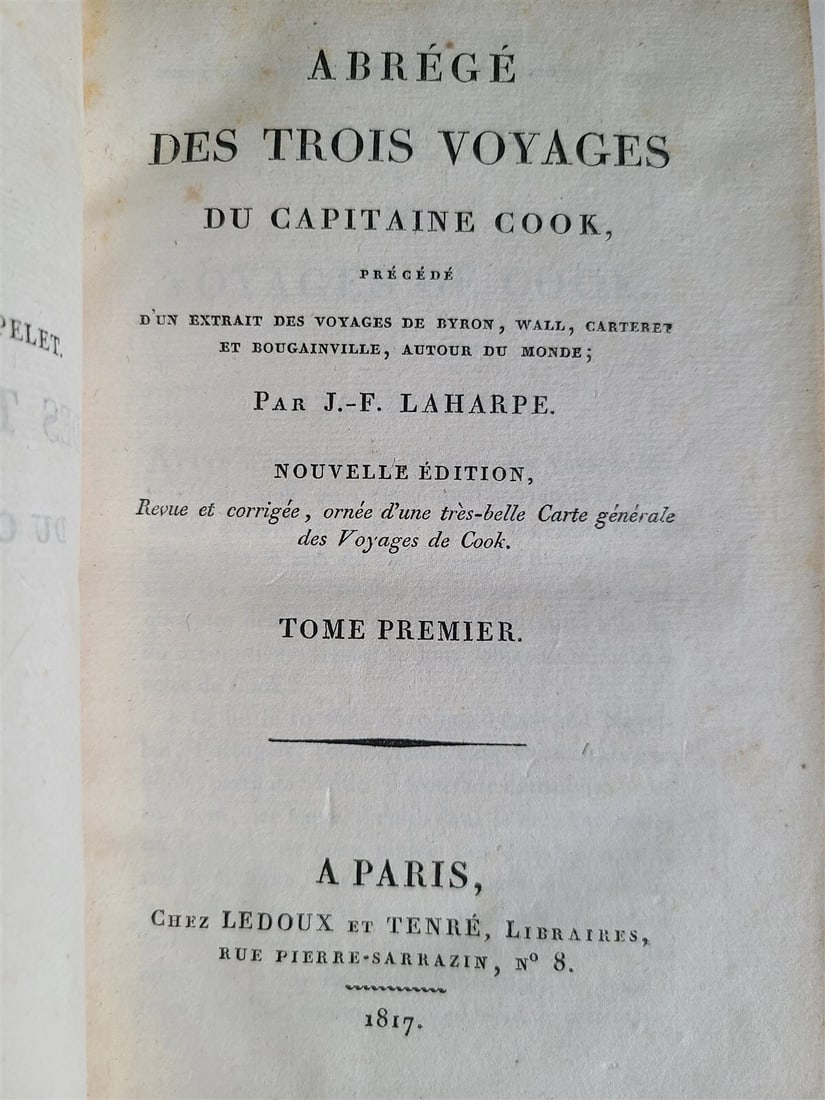 ABRÉGÉ
DES TROIS VOYAGES
DU CAPITAINE COOK,
PRÉCÉDÉ
D'UN EXTRAIT DES VOYAGES DE BYRON, WALL, CARTERET
ET BOUGAINVILLE, AUTOUR DU MONDE;
PAR J.-F. LAHARPE.
NOUVELLE ÉDITION,
Revue et corrigée, ornée d'une très-belle Carte générale
des Voyages de Cook.
TOME PREMIER.
A PARIS,
CHEZ LEDOUX ET TENRÉ, LIBRAIRES,
RUE PIERRE-SARRAZIN, Nº 8.
1817.
PELET.